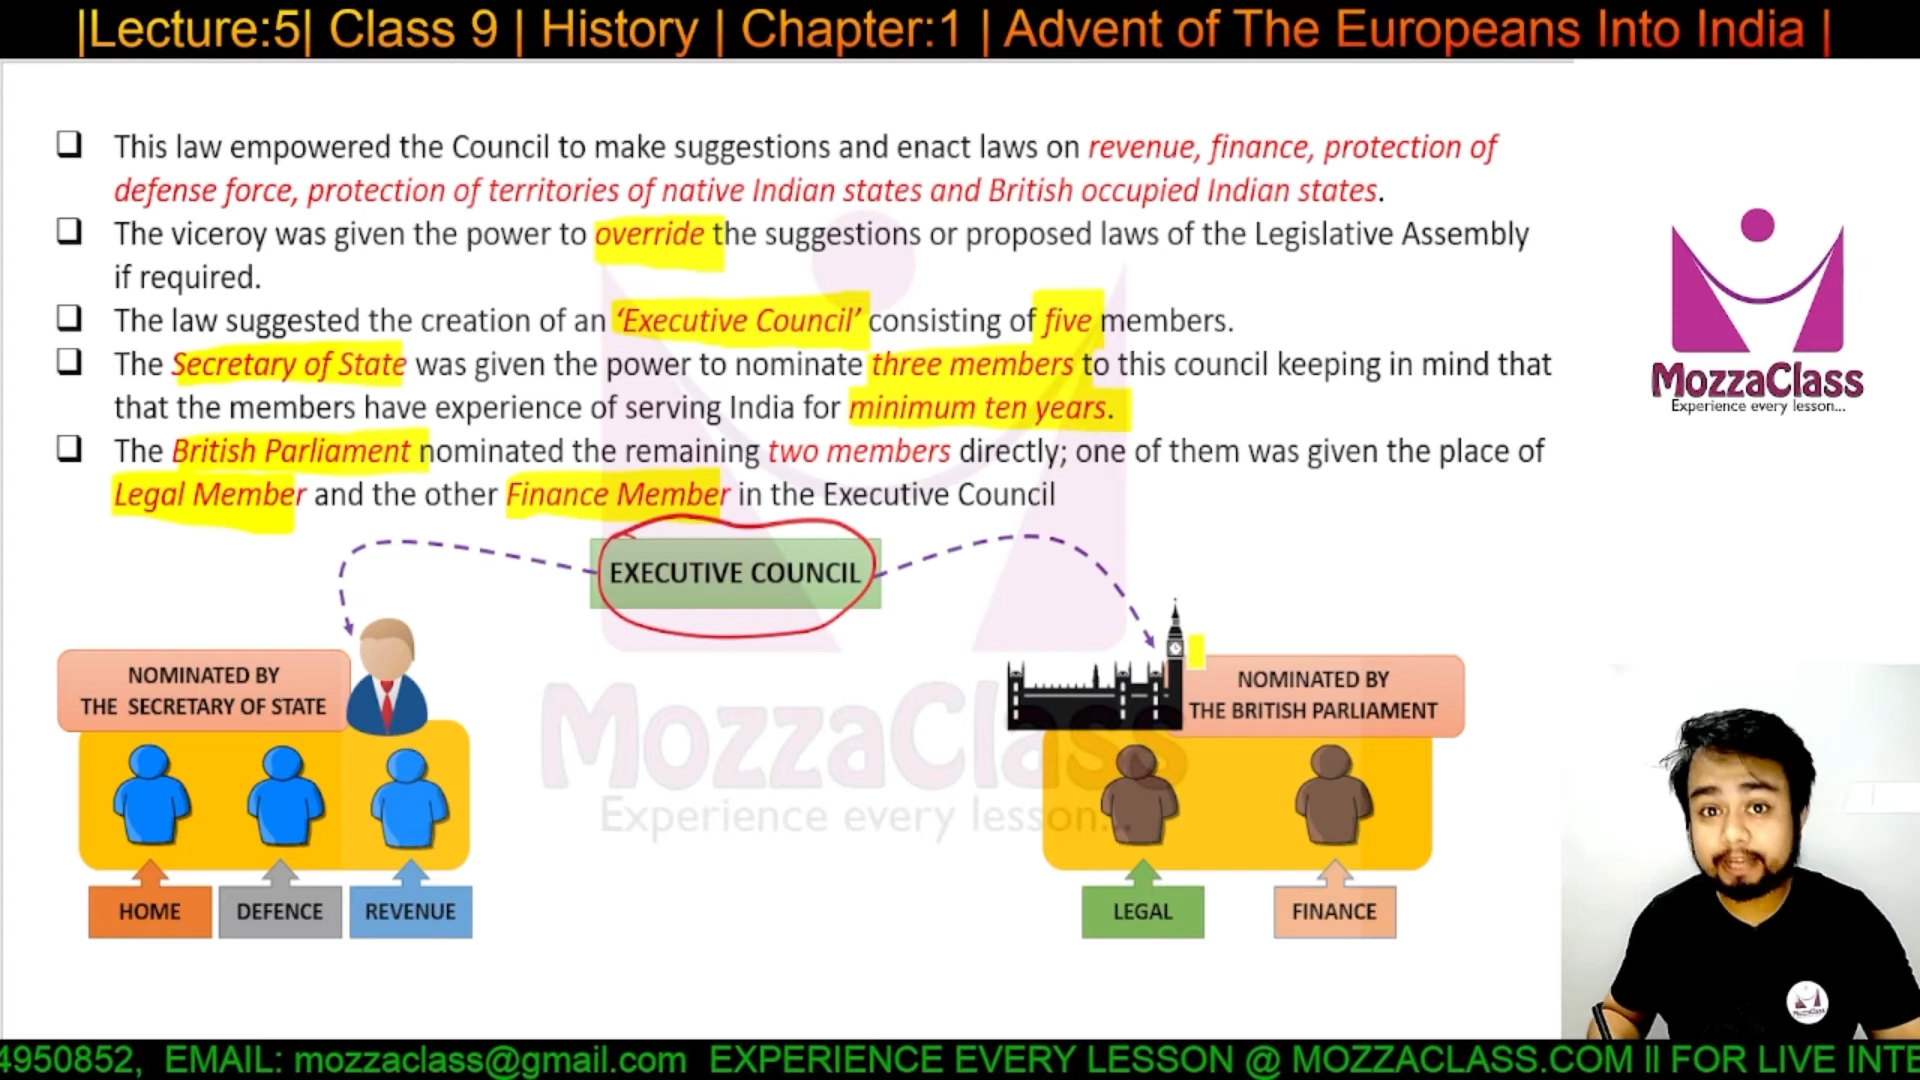 |Lecture:5| Class 9 | History | Chapter:1 | Advent of The Europeans Into India |
This law empowered the Council to make suggestions and enact laws on revenue, finance, protection of
defense force, protection of territories of native Indian states and British occupied Indian states.
The viceroy was given the power to override the suggestions or proposed laws of the Legislative Assembly
if required.
The law suggested the creation of an ‘Executive Council’ consisting of five members.
The Secretary of State was given the power to nominate three members to this council keeping in mind that
that the members have experience of serving India for minimum ten years.
The British Parliament nominated the remaining two members directly; one of them was given the place of
Legal Member and the other Finance Member in the Executive Council
MozzaClass
Experience every lesson...
EXECUTIVE COUNCIL
NOMINATED BY
THE SECRETARY OF STATE
NOMINATED BY
THE BRITISH PARLIAMENT
MozzaClass
Experience every lesson...
HOME
DEFENCE
REVENUE
LEGAL
FINANCE
4950852, EMAIL: mozzaclass@gmail.com EXPERIENCE EVERY LESSON @ MOZZACLASS.COM ll FOR LIVE INTE